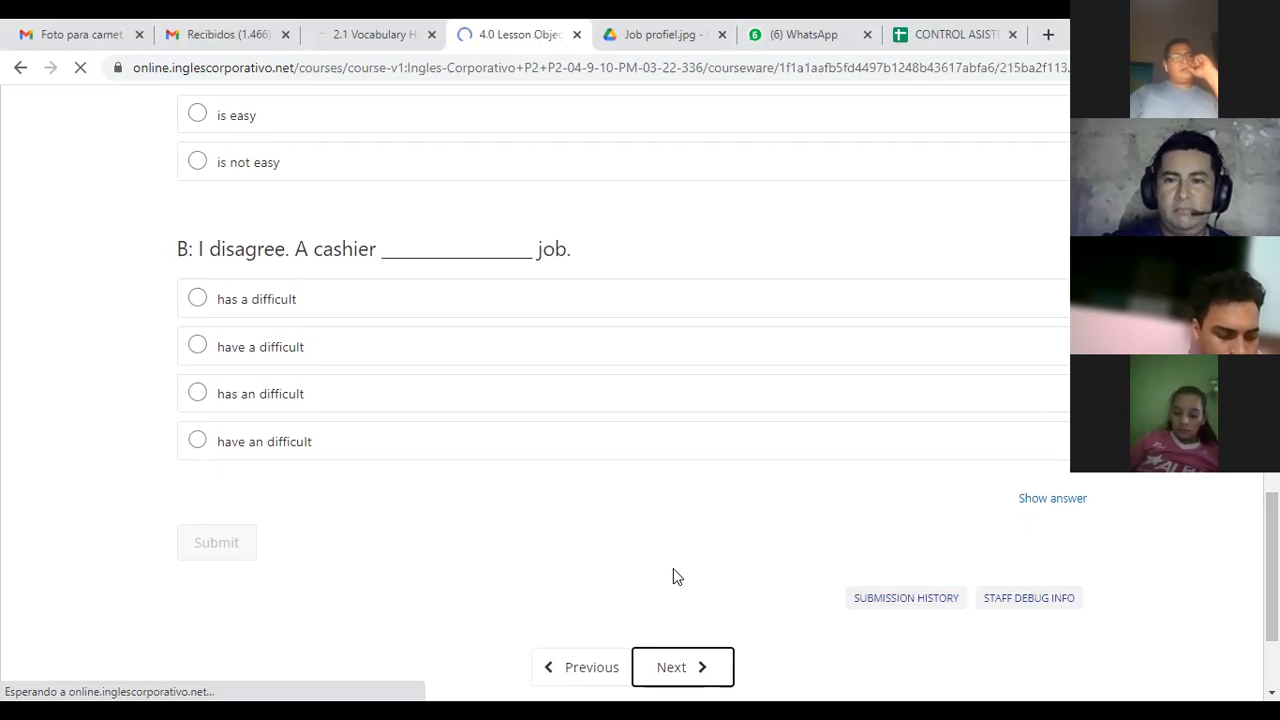 Foto para carnet
Recibidos (1.466)
2.1 Vocabulary H
4.0 Lesson Objec
Job profiel.jpg -
(6) WhatsApp
CONTROL ASIST
online.inglescorporativo.net/courses/course-v1:Ingles-Corporativo+P2+P2-04-9-10-PM-03-22-336/courseware/1f1a1aafb5fd4497b1248b43617abfa6/215ba2f113...
is easy
is not easy
B: I disagree. A cashier _________________ job.
has a difficult
have a difficult
has an difficult
have an difficult
Show answer
Submit
SUBMISSION HISTORY
STAFF DEBUG INFO
Previous
Next
Esperando a online.inglescorporativo.net...